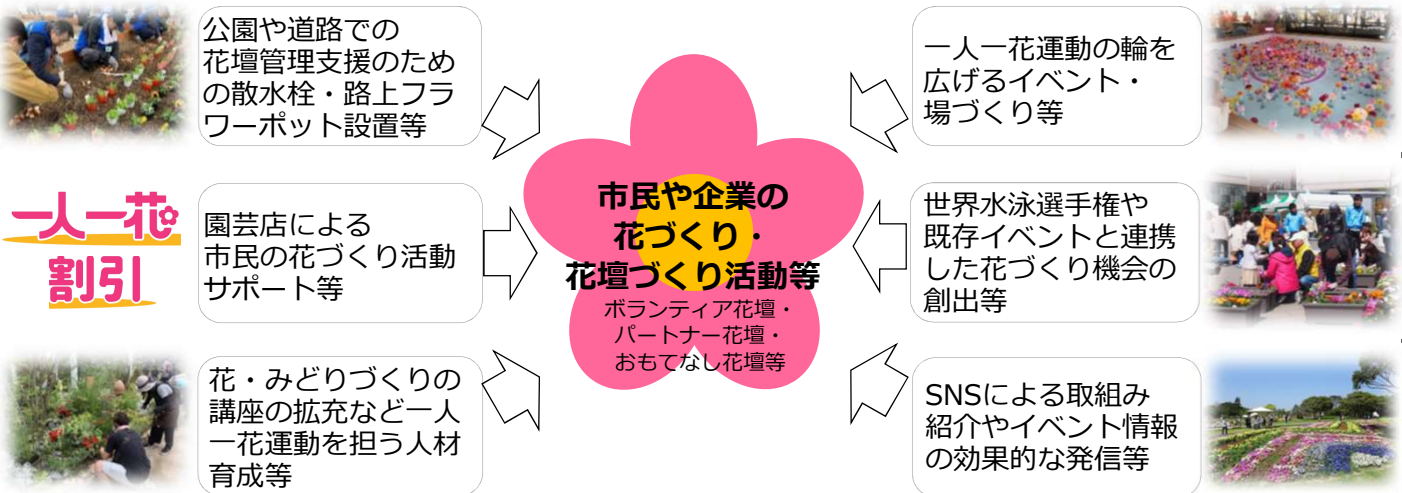 公園や道路での
花壇管理支援のため
の散水栓・路上フラ
ワーポット設置等
一人一花
割引
園芸店による
市民の花づくり活動
サポート等
花・みどりづくりの
講座の拡充など一人
一花運動を担う人材
育成等
市民や企業の
花づくり・
花壇づくり活動等
ボランティア花壇・
パートナー花壇・
おもてなし花壇等
一人一花運動の輪を
広げるイベント・
場づくり等
世界水泳選手権や
既存イベントと連携
した花づくり機会の
創出等
SNSによる取組み
紹介やイベント情報
の効果的な発信等